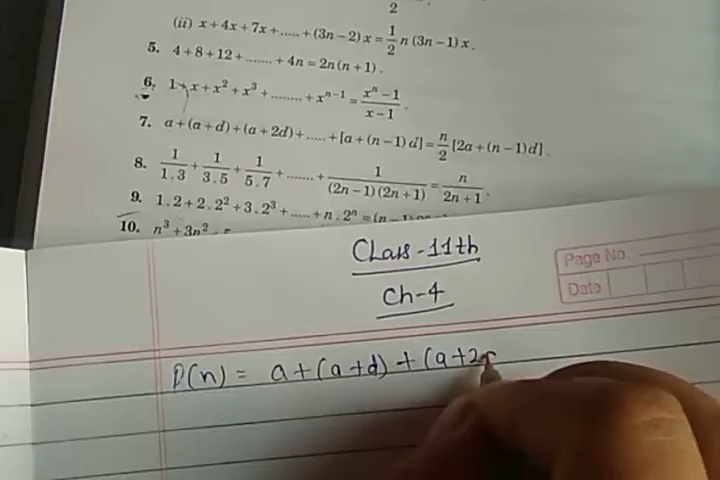 2
(ii) x + 4x + 7x + ..... + (3n – 2) x = 1/2 n (3n – 1) x .
5. 4 + 8 + 12 + ....... + 4n = 2n (n + 1) .
6. 1 + x + x² + x³ + ........ + xⁿ⁻¹ = (xⁿ – 1)/(x – 1) .
7. a + (a + d) + (a + 2d) + ..... + [a + (n – 1) d] = n/2 [2a + (n – 1) d] .
8. 1/1.3 + 1/3.5 + 1/5.7 + ....... + 1/(2n – 1) (2n + 1) = n/2n + 1 .
9. 1 . 2 + 2 . 2² + 3 . 2³ + ..... + n . 2ⁿ = (n – 1)
10. n³ + 3n² +
Class-11th
Ch-4
Page No.
Date
P(n) = a + (a + d) + (a + 2